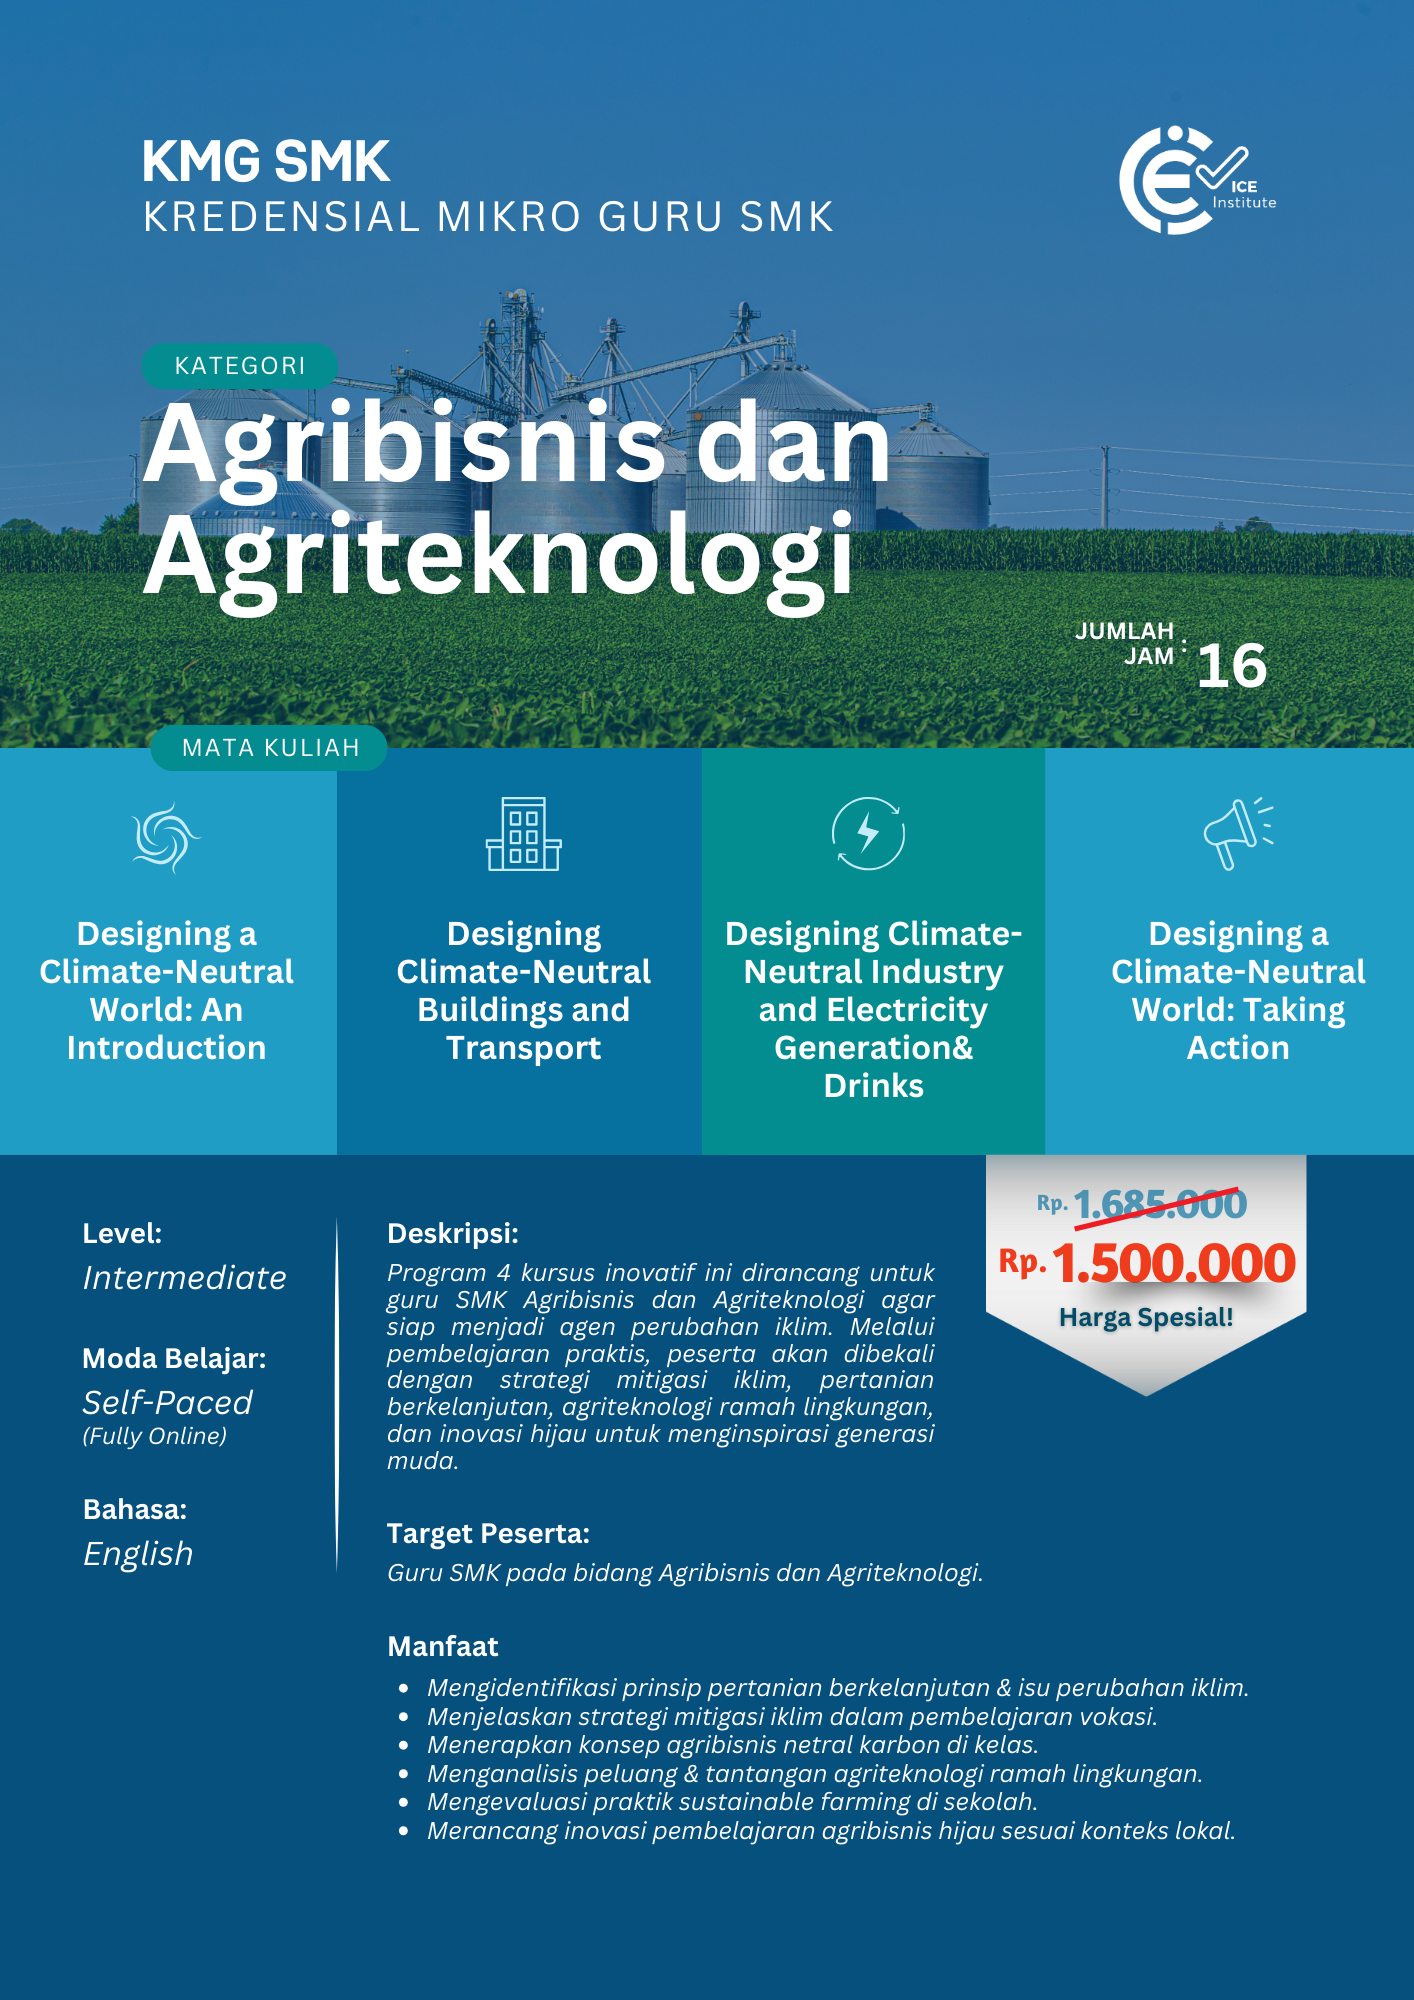 KMG SMK
KREDENSIAL MIKRO GURU SMK
ICE
Institute
KATEGORI
Agribisnis dan
Agriteknologi
JUMLAH
JAM : 16
MATA KULIAH
Designing a
Climate-Neutral
World: An
Introduction
Designing
Climate-Neutral
Buildings and
Transport
Designing Climate-
Neutral Industry
and Electricity
Generation&
Drinks
Designing a
Climate-Neutral
World: Taking
Action
Rp. 1.685.000
Rp. 1.500.000
Harga Spesial!
Level:
Intermediate
Moda Belajar:
Self-Paced
(Fully Online)
Bahasa:
English
Deskripsi:
Program 4 kursus inovatif ini dirancang untuk
guru SMK Agribisnis dan Agriteknologi agar
siap menjadi agen perubahan iklim. Melalui
pembelajaran praktis, peserta akan dibekali
dengan strategi mitigasi iklim, pertanian
berkelanjutan, agriteknologi ramah lingkungan,
dan inovasi hijau untuk menginspirasi generasi
muda.
Target Peserta:
Guru SMK pada bidang Agribisnis dan Agriteknologi.
Manfaat
• Mengidentifikasi prinsip pertanian berkelanjutan & isu perubahan iklim.
• Menjelaskan strategi mitigasi iklim dalam pembelajaran vokasi.
• Menerapkan konsep agribisnis netral karbon di kelas.
• Menganalisis peluang & tantangan agriteknologi ramah lingkungan.
• Mengevaluasi praktik sustainable farming di sekolah.
• Merancang inovasi pembelajaran agribisnis hijau sesuai konteks lokal.